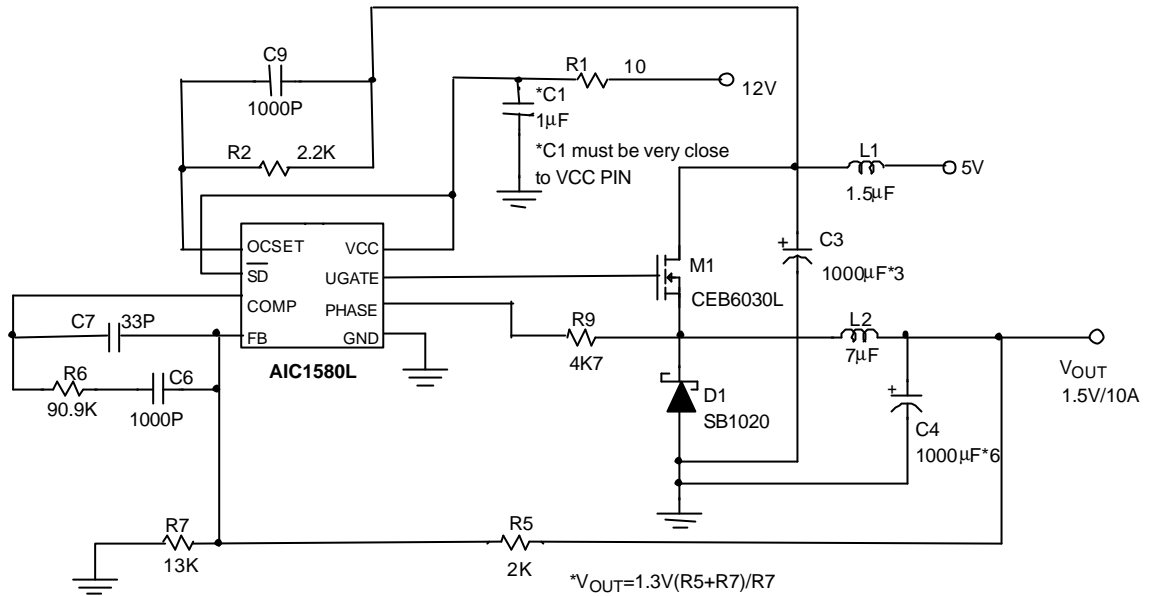 C9
1000P
R2 2.2K
R1 10
12V
*C1
1μF
*C1 must be very close
to VCC PIN
L1
5V
1.5μF
OCSET
VCC
SD
UGATE
COMP
PHASE
FB
GND
AIC1580L
M1
CEB6030L
C3
1000μF*3
C7 33P
R6
90.9K
C6
1000P
R9
4K7
L2
7μF
D1
SB1020
C4
1000μF*6
VOUT
1.5V/10A
R7
13K
R5
2K
*VOUT=1.3V(R5+R7)/R7